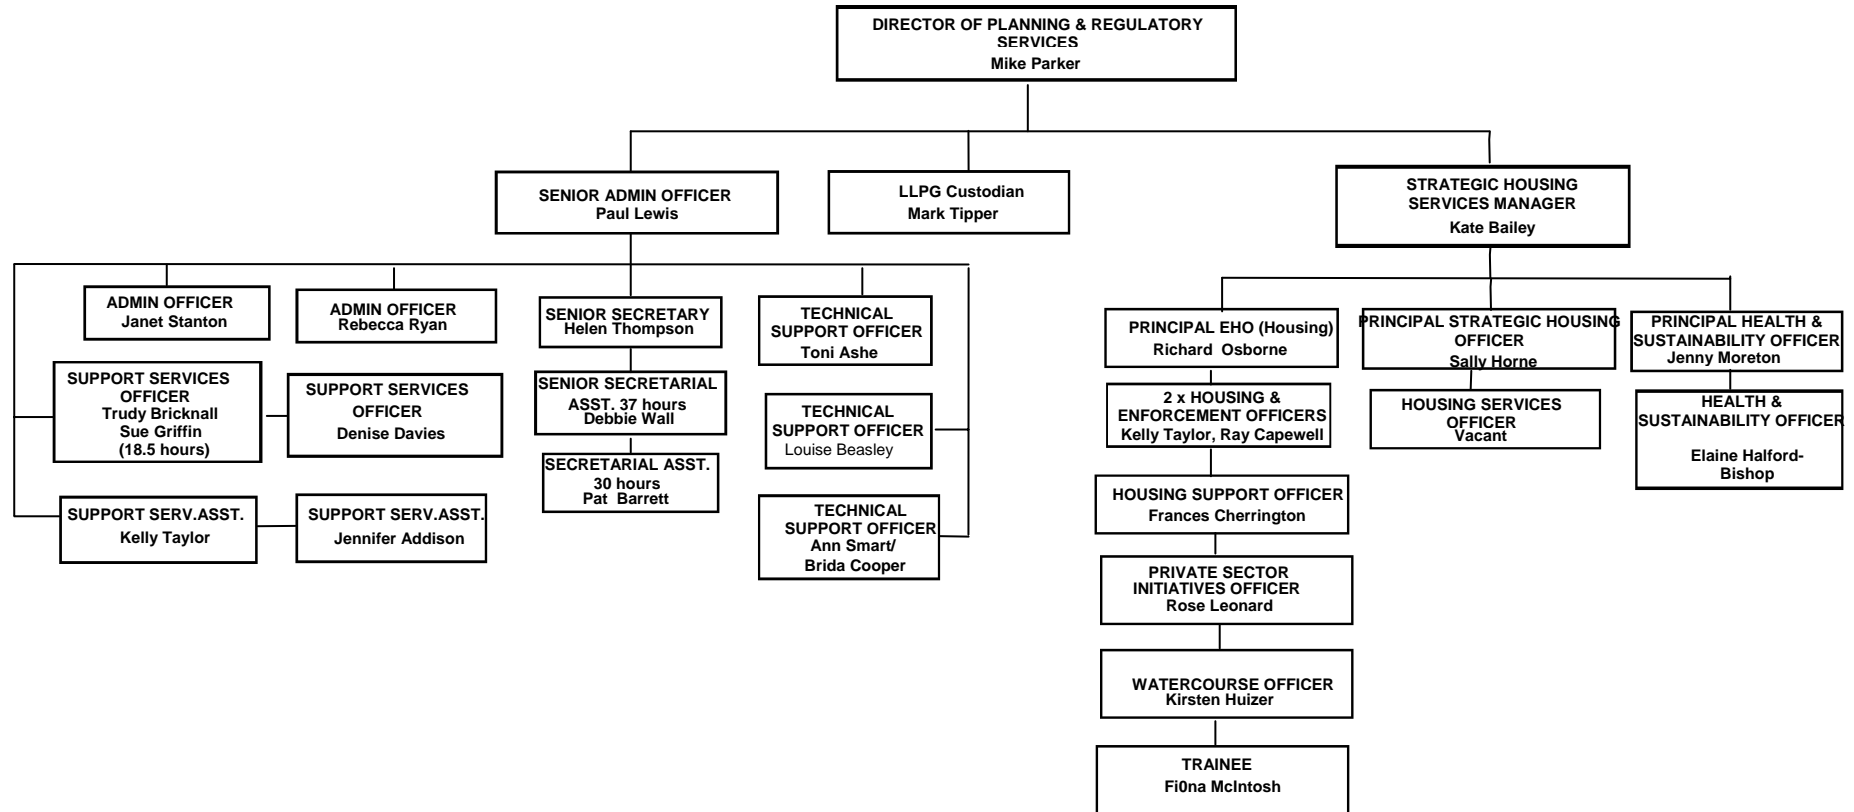 DIRECTOR OF PLANNING & REGULATORY
SERVICES
Mike Parker
SENIOR ADMIN OFFICER
Paul Lewis
LLPG Custodian
Mark Tipper
STRATEGIC HOUSING
SERVICES MANAGER
Kate Bailey
ADMIN OFFICER
Janet Stanton
ADMIN OFFICER
Rebecca Ryan
SENIOR SECRETARY
Helen Thompson
TECHNICAL
SUPPORT OFFICER
Toni Ashe
PRINCIPAL EHO (Housing)
Richard Osborne
PRINCIPAL STRATEGIC HOUSING
OFFICER
Sally Horne
PRINCIPAL HEALTH &
SUSTAINABILITY OFFICER
Jenny Moreton
SUPPORT SERVICES
OFFICER
Trudy Bricknall
Sue Griffin
(18.5 hours)
SUPPORT SERVICES
OFFICER
Denise Davies
SENIOR SECRETARIAL
ASST. 37 hours
Debbie Wall
TECHNICAL
SUPPORT OFFICER
Louise Beasley
2 x HOUSING &
ENFORCEMENT OFFICERS
Kelly Taylor, Ray Capewell
HOUSING SERVICES
OFFICER
Vacant
HEALTH &
SUSTAINABILITY OFFICER
Elaine Halford-
Bishop
SECRETARIAL ASST.
30 hours
Pat Barrett
SUPPORT SERV.ASST.
Kelly Taylor
SUPPORT SERV.ASST.
Jennifer Addison
TECHNICAL
SUPPORT OFFICER
Ann Smart/
Brida Cooper
HOUSING SUPPORT OFFICER
Frances Cherrington
PRIVATE SECTOR
INITIATIVES OFFICER
Rose Leonard
WATERCOURSE OFFICER
Kirsten Huizer
TRAINEE
Fi0na McIntosh